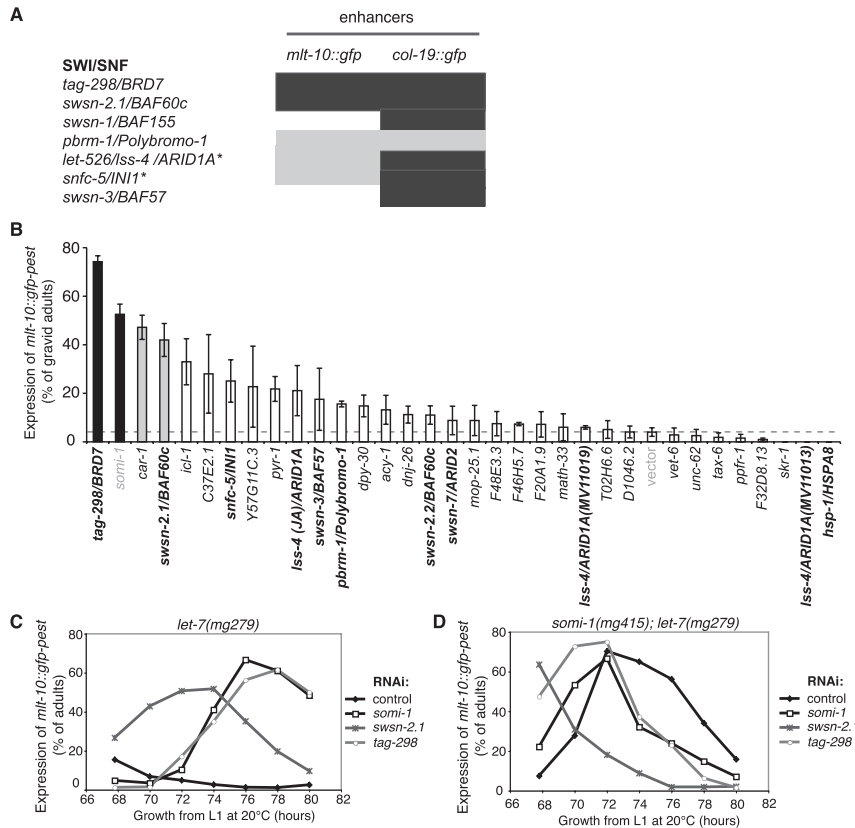 A
enhancers
mlt-10::gfp col-19::gfp
SWI/SNF
tag-298/BRD7
swsn-2.1/BAF60c
swsn-1/BAF155
pbrm-1/Polybromo-1
let-526/lss-4 /ARID1A*
snfc-5/INI1*
swsn-3/BAF57
B
Expression of mlt-10::gfp-pest
(% of gravid adults)
80
60
40
20
0
tag-298/BRD7
somi-1
car-1
swsn-2.1/BAF60c
icl-1
C37E2.1
snfc-5/INI1
Y57G11C.3
pyr-1
lss-4 (JA)/ARID1A
swsn-3/BAF57
pbrm-1/Polybromo-1
dpy-30
acy-1
dnj-26
swsn-2.2/BAF60c
swsn-7/ARID2
mop-25.1
F48E3.3
F46H5.7
F20A1.9
math-33
lss-4/ARID1A(MV11019)
T02H6.6
D1046.2
vector
vet-6
unc-62
tax-6
ppfr-1
F32D8.13
skr-1
lss-4/ARID1A(MV11013)
hsp-1/HSPA8
C
let-7(mg279)
Expression of mlt-10::gfp-pest
(% of adults)
80
60
40
20
0
66 68 70 72 74 76 78 80 82
Growth from L1 at 20°C (hours)
RNAi:
control
somi-1
swsn-2.1
tag-298
D
somi-1(mg415); let-7(mg279)
Expression of mlt-10::gfp-pest
(% of adults)
80
60
40
20
0
66 68 70 72 74 76 78 80 82
Growth from L1 at 20°C (hours)
RNAi:
control
somi-1
swsn-2.1
tag-298